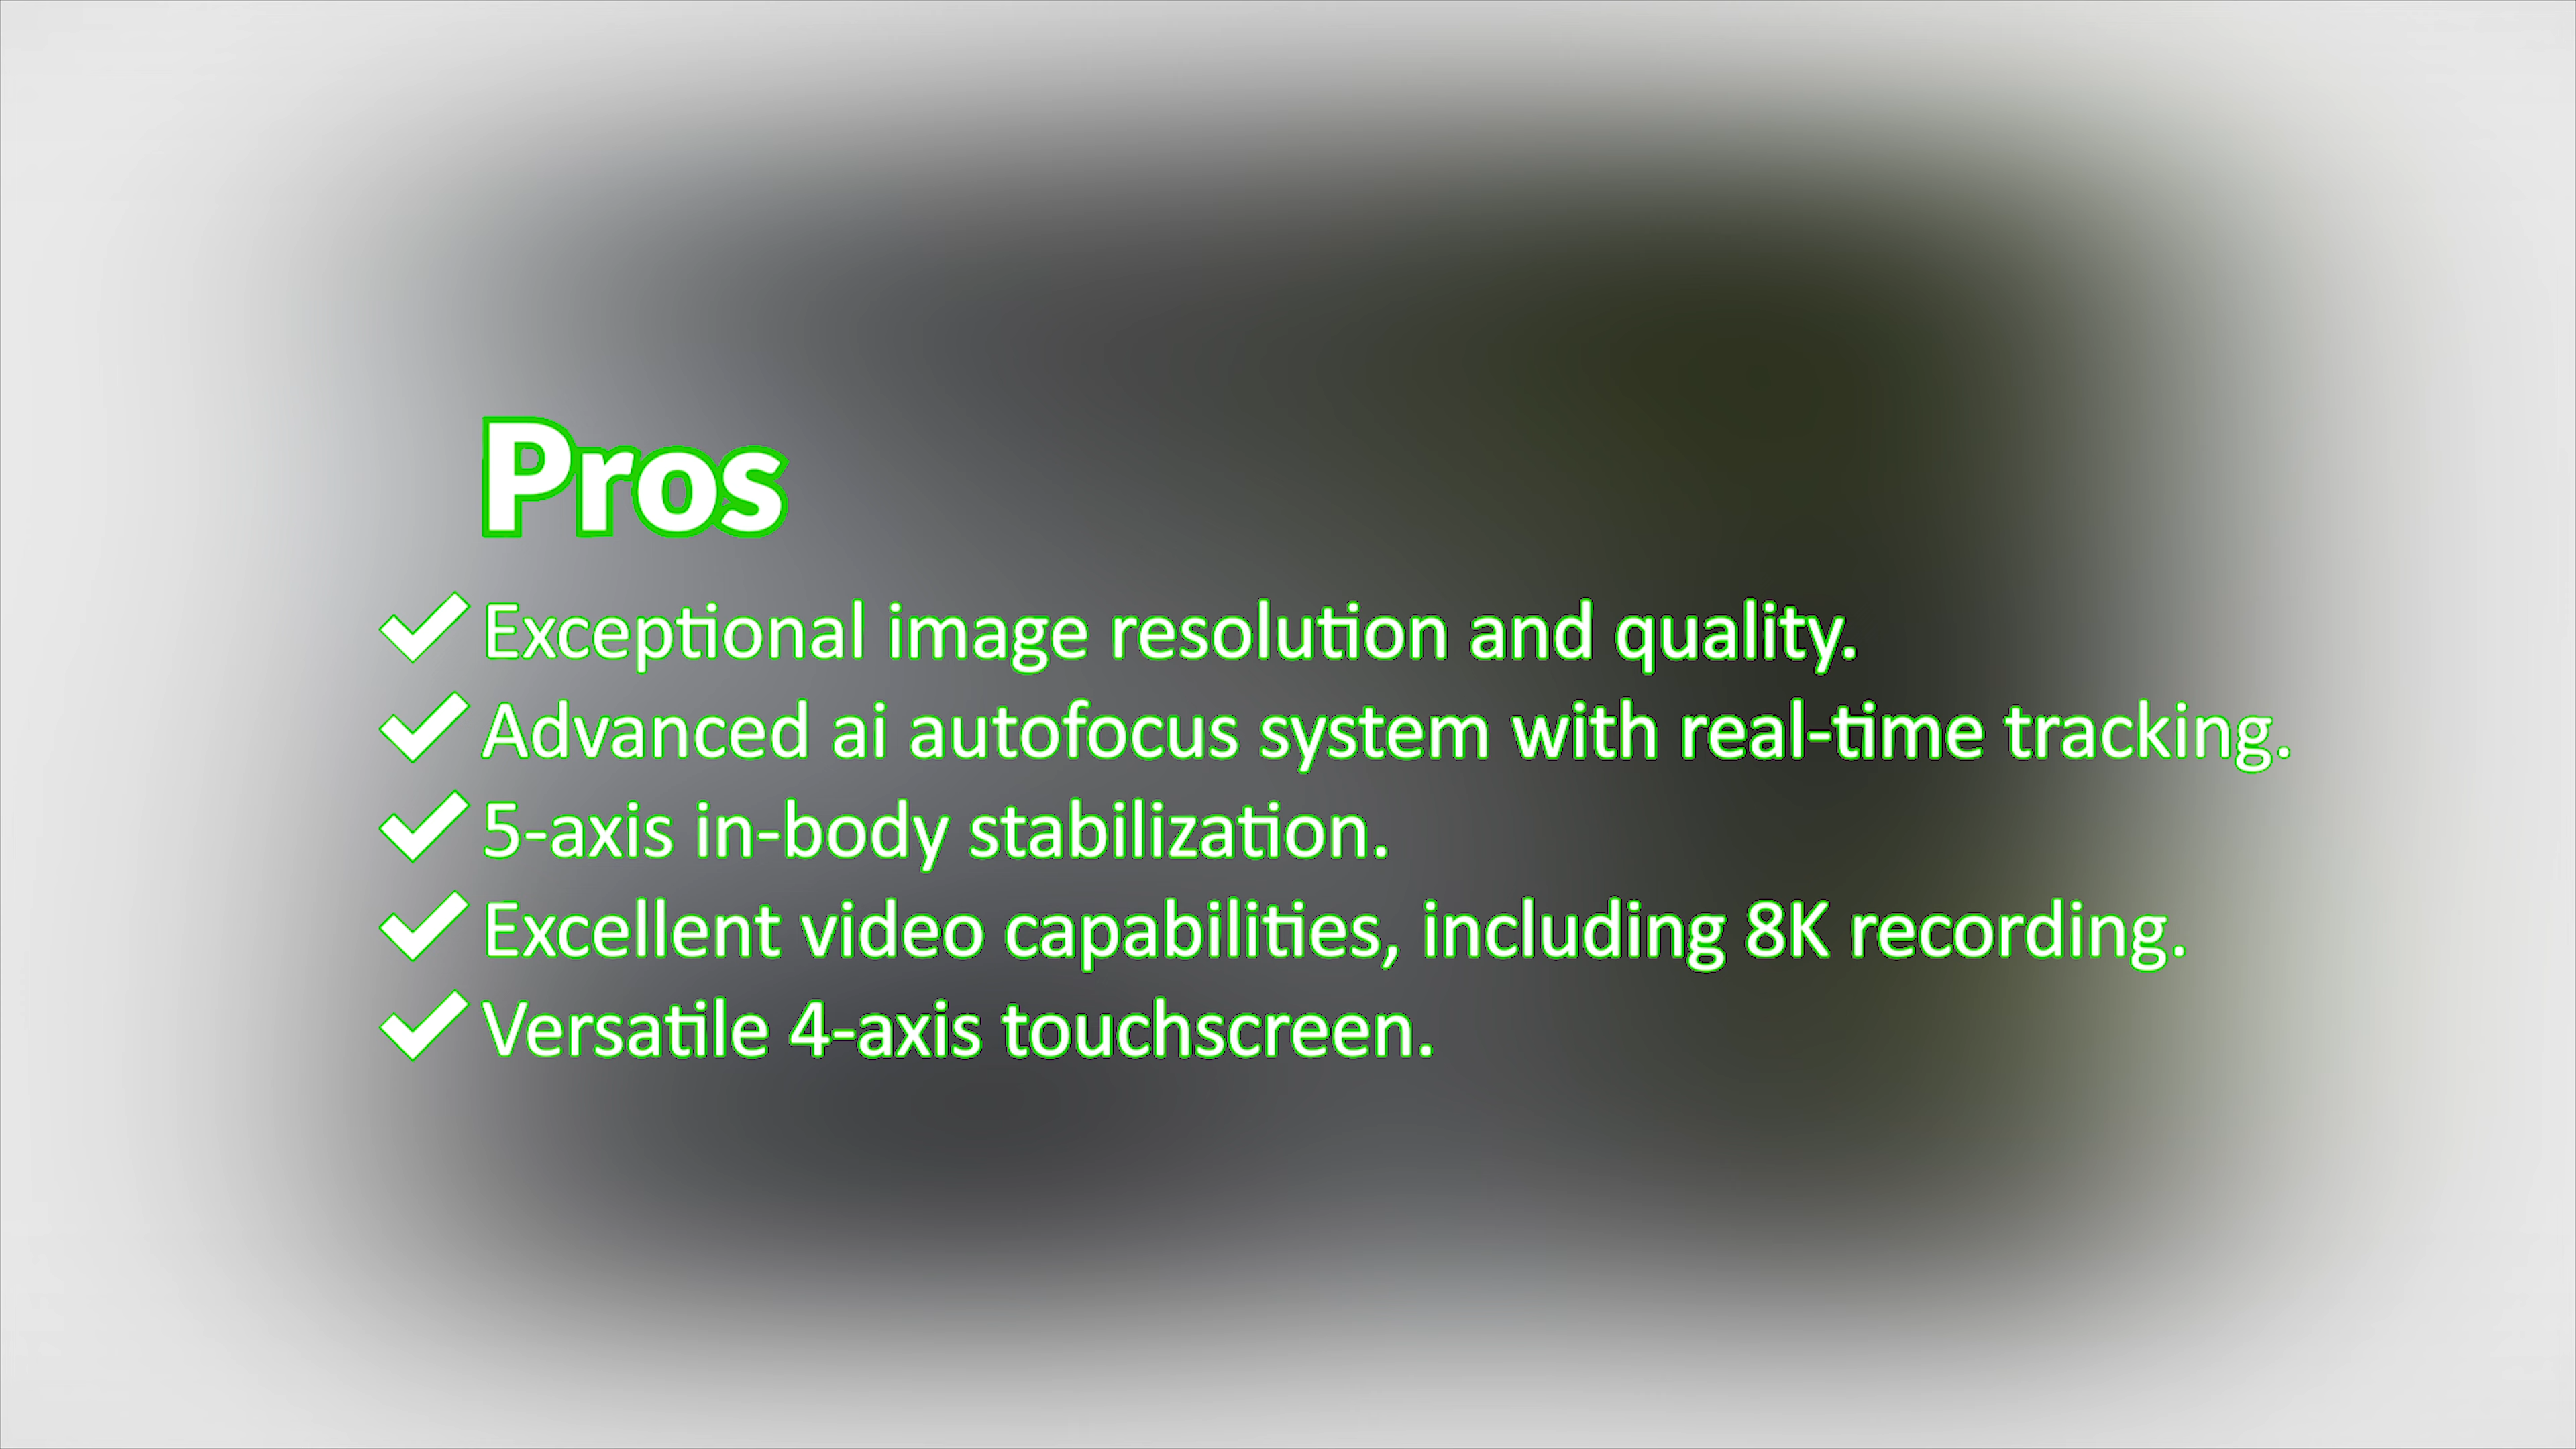 Pros
Exceptional image resolution and quality.
Advanced ai autofocus system with real-time tracking.
5-axis in-body stabilization.
Excellent video capabilities, including 8K recording.
Versatile 4-axis touchscreen.